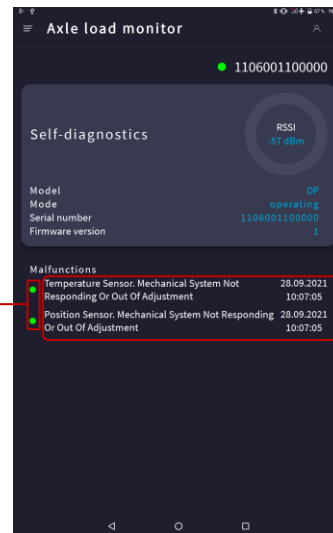 Axle load monitor
1106001100000
Self-diagnostics
RSSI
-57 dBm
Model DP
Mode operating
Serial number 1106001100000
Firmware version 1
Malfunctions
Temperature Sensor. Mechanical System Not 28.09.2021
Responding Or Out Of Adjustment 10:07:05
Position Sensor. Mechanical System Not Responding 28.09.2021
Or Out Of Adjustment 10:07:05